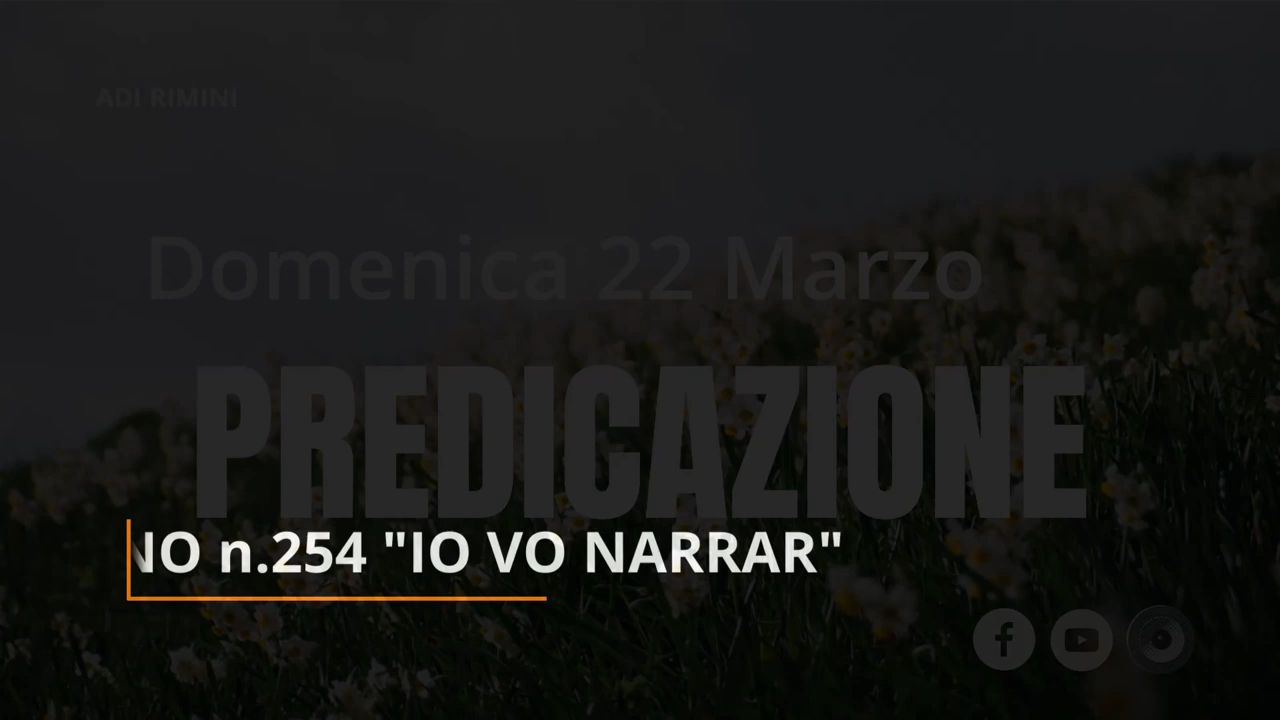 ADI RIMINI
Domenica 22 Marzo
PREDICAZIONE
NO n.254 "IO VO NARRAR"